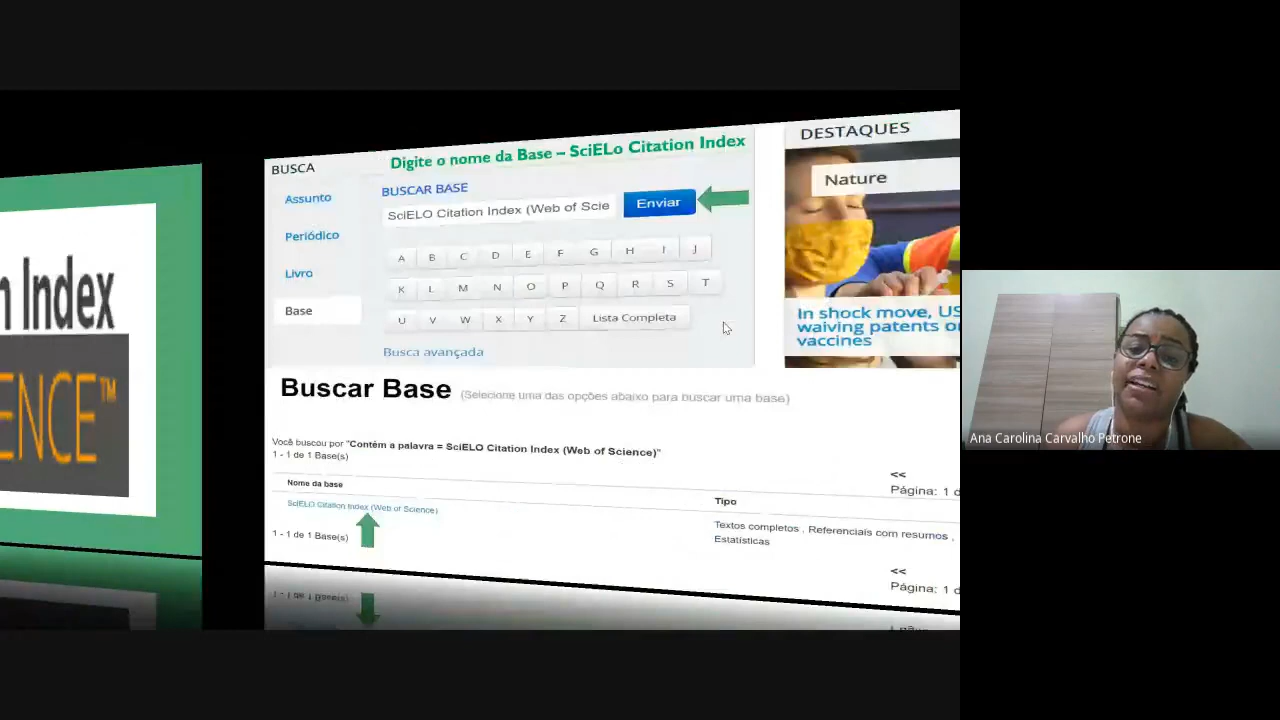 n Index
ENCE™
BUSCA
Digite o nome da Base – SciELo Citation Index
Assunto
Periódico
Livro
Base
BUSCAR BASE
SciELO Citation Index (Web of Scie
Enviar
A B C D E F G H I J
K L M N O P Q R S T
U V W X Y Z Lista Completa
Busca avançada
DESTAQUES
Nature
In shock move, US
waiving patents o
vaccines
Buscar Base (Selecione uma das opções abaixo para buscar uma base)
Você buscou por "Contém a palavra = SciELO Citation Index (Web of Science)"
1 - 1 de 1 Base(s)
<<
Página: 1 d
Nome da base
Tipo
SciELO Citation Index (Web of Science)
Textos completos , Referenciais com resumos ,
Estatísticas
1 - 1 de 1 Base(s)
<<
Página: 1 d
Ana Carolina Carvalho Petrone